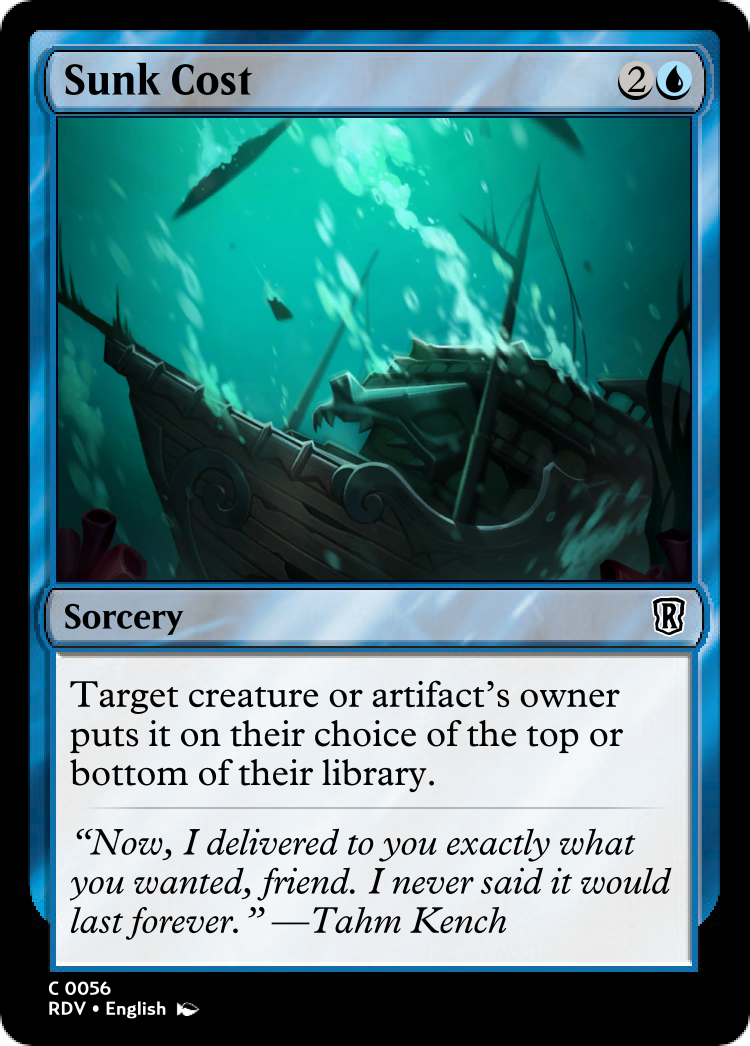 Sunk Cost 2
Sorcery R
Target creature or artifact’s owner
puts it on their choice of the top or
bottom of their library.
“Now, I delivered to you exactly what
you wanted, friend. I never said it would
last forever.” —Tahm Kench
C 0056
RDV • English